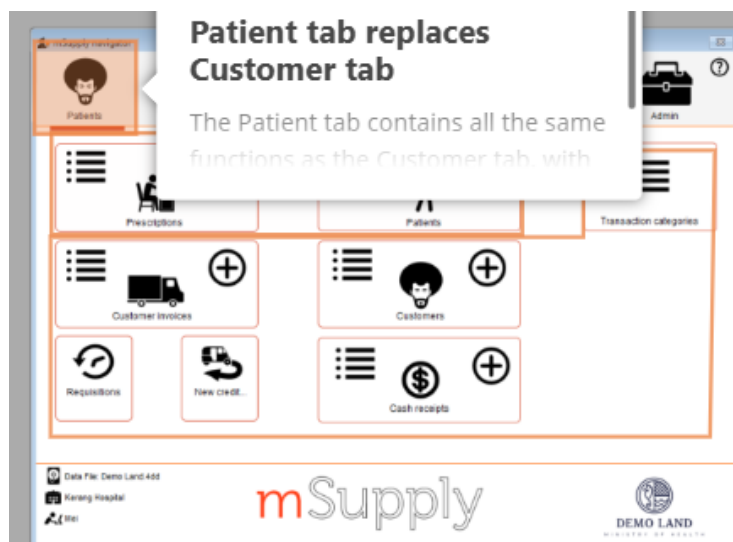 mSupply navigator
Patient tab replaces
Customer tab
The Patient tab contains all the same
functions as the Customer tab, with
Patients
Admin
Prescriptions
Patients
Transaction categories
Customer invoices
Customers
Requisitions
New credit...
Cash receipts
Data File: Demo Land.4dd
Kerang Hospital
mSupply
DEMO LAND
MINISTRY OF HEALTH